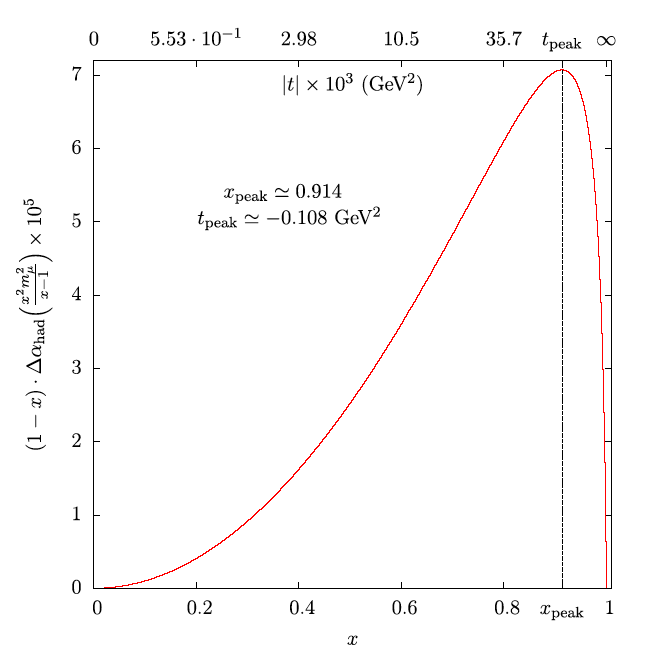 0 5.53 · 10⁻¹ 2.98 10.5 35.7 t_peak ∞
|t| × 10³ (GeV²)
7
6
x_peak ≃ 0.914
t_peak ≃ −0.108 GeV²
5
4
3
2
1
0
(1 − x) · Δα_had(x²m_μ²/x−1) × 10⁵
0 0.2 0.4 0.6 0.8 x_peak 1
x